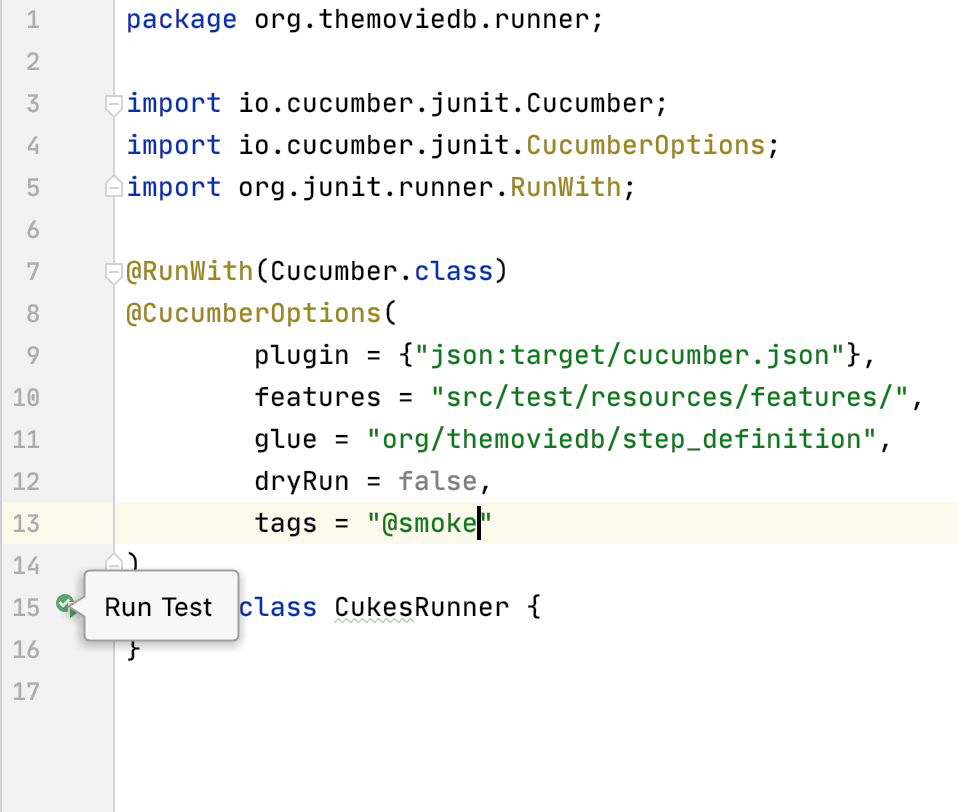 1 package org.themoviedb.runner;
2
3 import io.cucumber.junit.Cucumber;
4 import io.cucumber.junit.CucumberOptions;
5 import org.junit.runner.RunWith;
6
7 @RunWith(Cucumber.class)
8 @CucumberOptions(
9 plugin = {"json:target/cucumber.json"},
10 features = "src/test/resources/features/",
11 glue = "org/themoviedb/step_definition",
12 dryRun = false,
13 tags = "@smoke"
14 )
15 Run Test class CukesRunner {
16 }
17